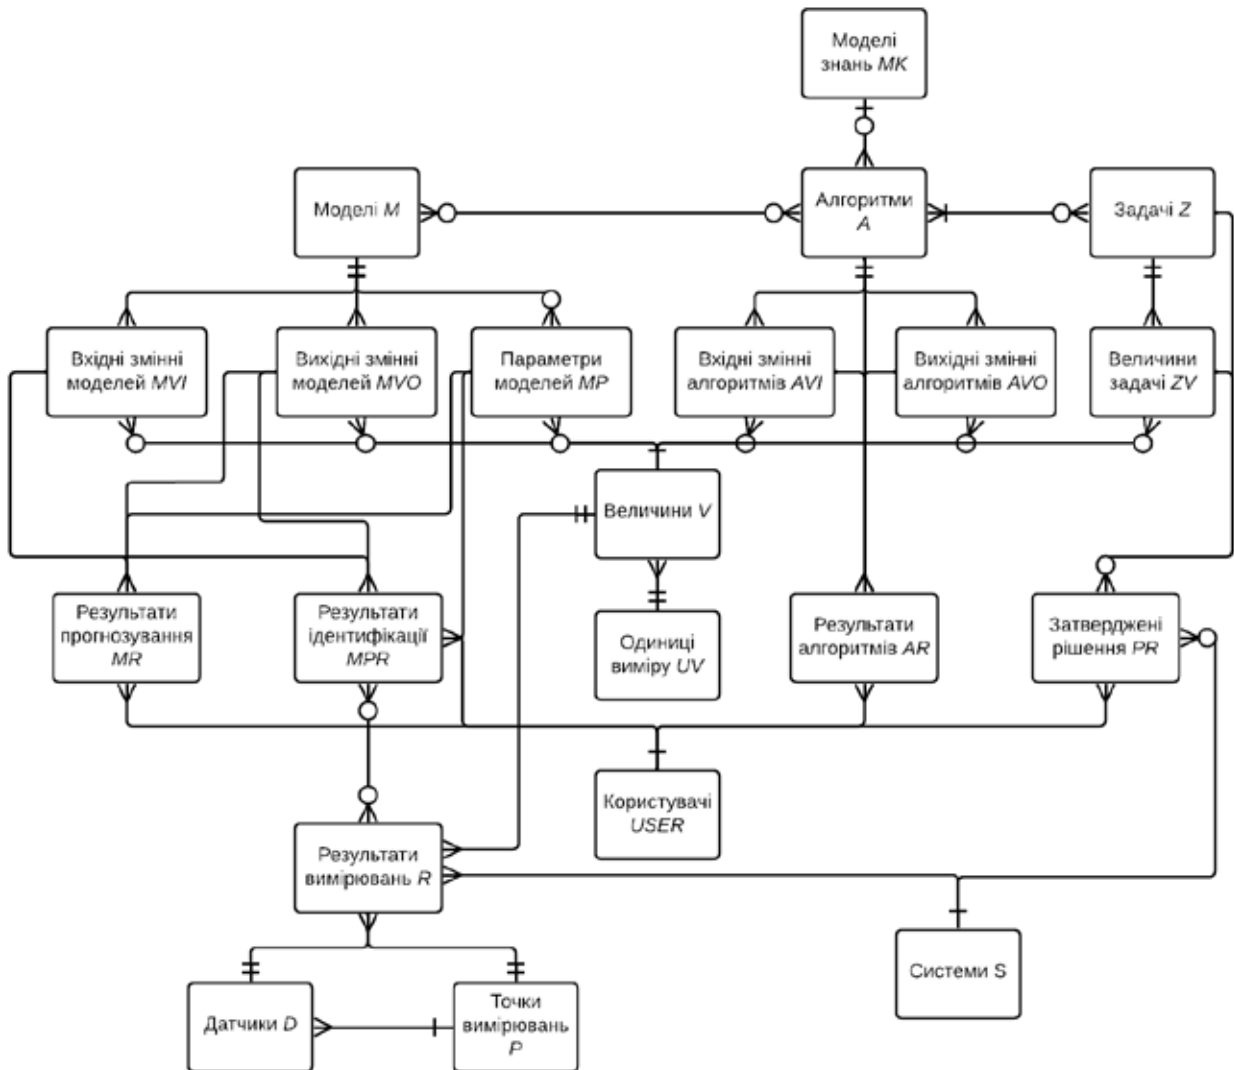 Моделі
знань MK
Моделі M
Алгоритми
A
Задачі Z
Вхідні змінні
моделей MVI
Вихідні змінні
моделей MVO
Параметри
моделей MP
Вхідні змінні
алгоритмів AVI
Вихідні змінні
алгоритмів AVO
Величини
задачі ZV
Величини V
Результати
прогнозування
MR
Результати
ідентифікації
MPR
Одиниці
виміру UV
Результати
алгоритмів AR
Затверджені
рішення PR
Користувачі
USER
Результати
вимірювань R
Системи S
Датчики D
Точки
вимірювань
P